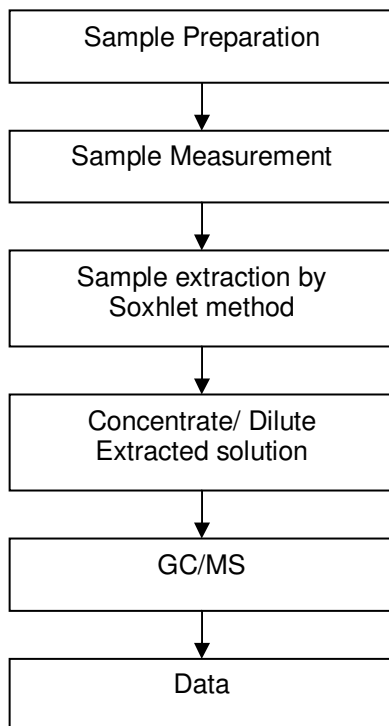 Sample Preparation
Sample Measurement
Sample extraction by
Soxhlet method
Concentrate/ Dilute
Extracted solution
GC/MS
Data